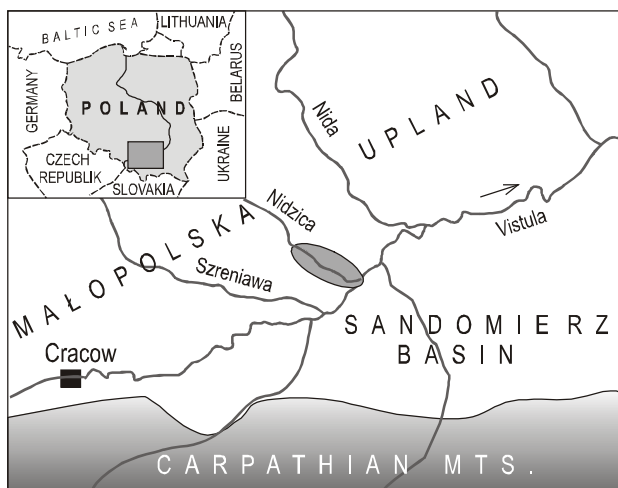 BALTIC SEA
LITHUANIA
GERMANY
BELARUS
POLAND
UKRAINE
CZECH
REPUBLIK
SLOVAKIA
Nida
UPLAND
Vistula
Nidzica
MAŁOPOLSKA
Szreniawa
SANDOMIERZ
BASIN
Cracow
CARPATHIAN MTS.